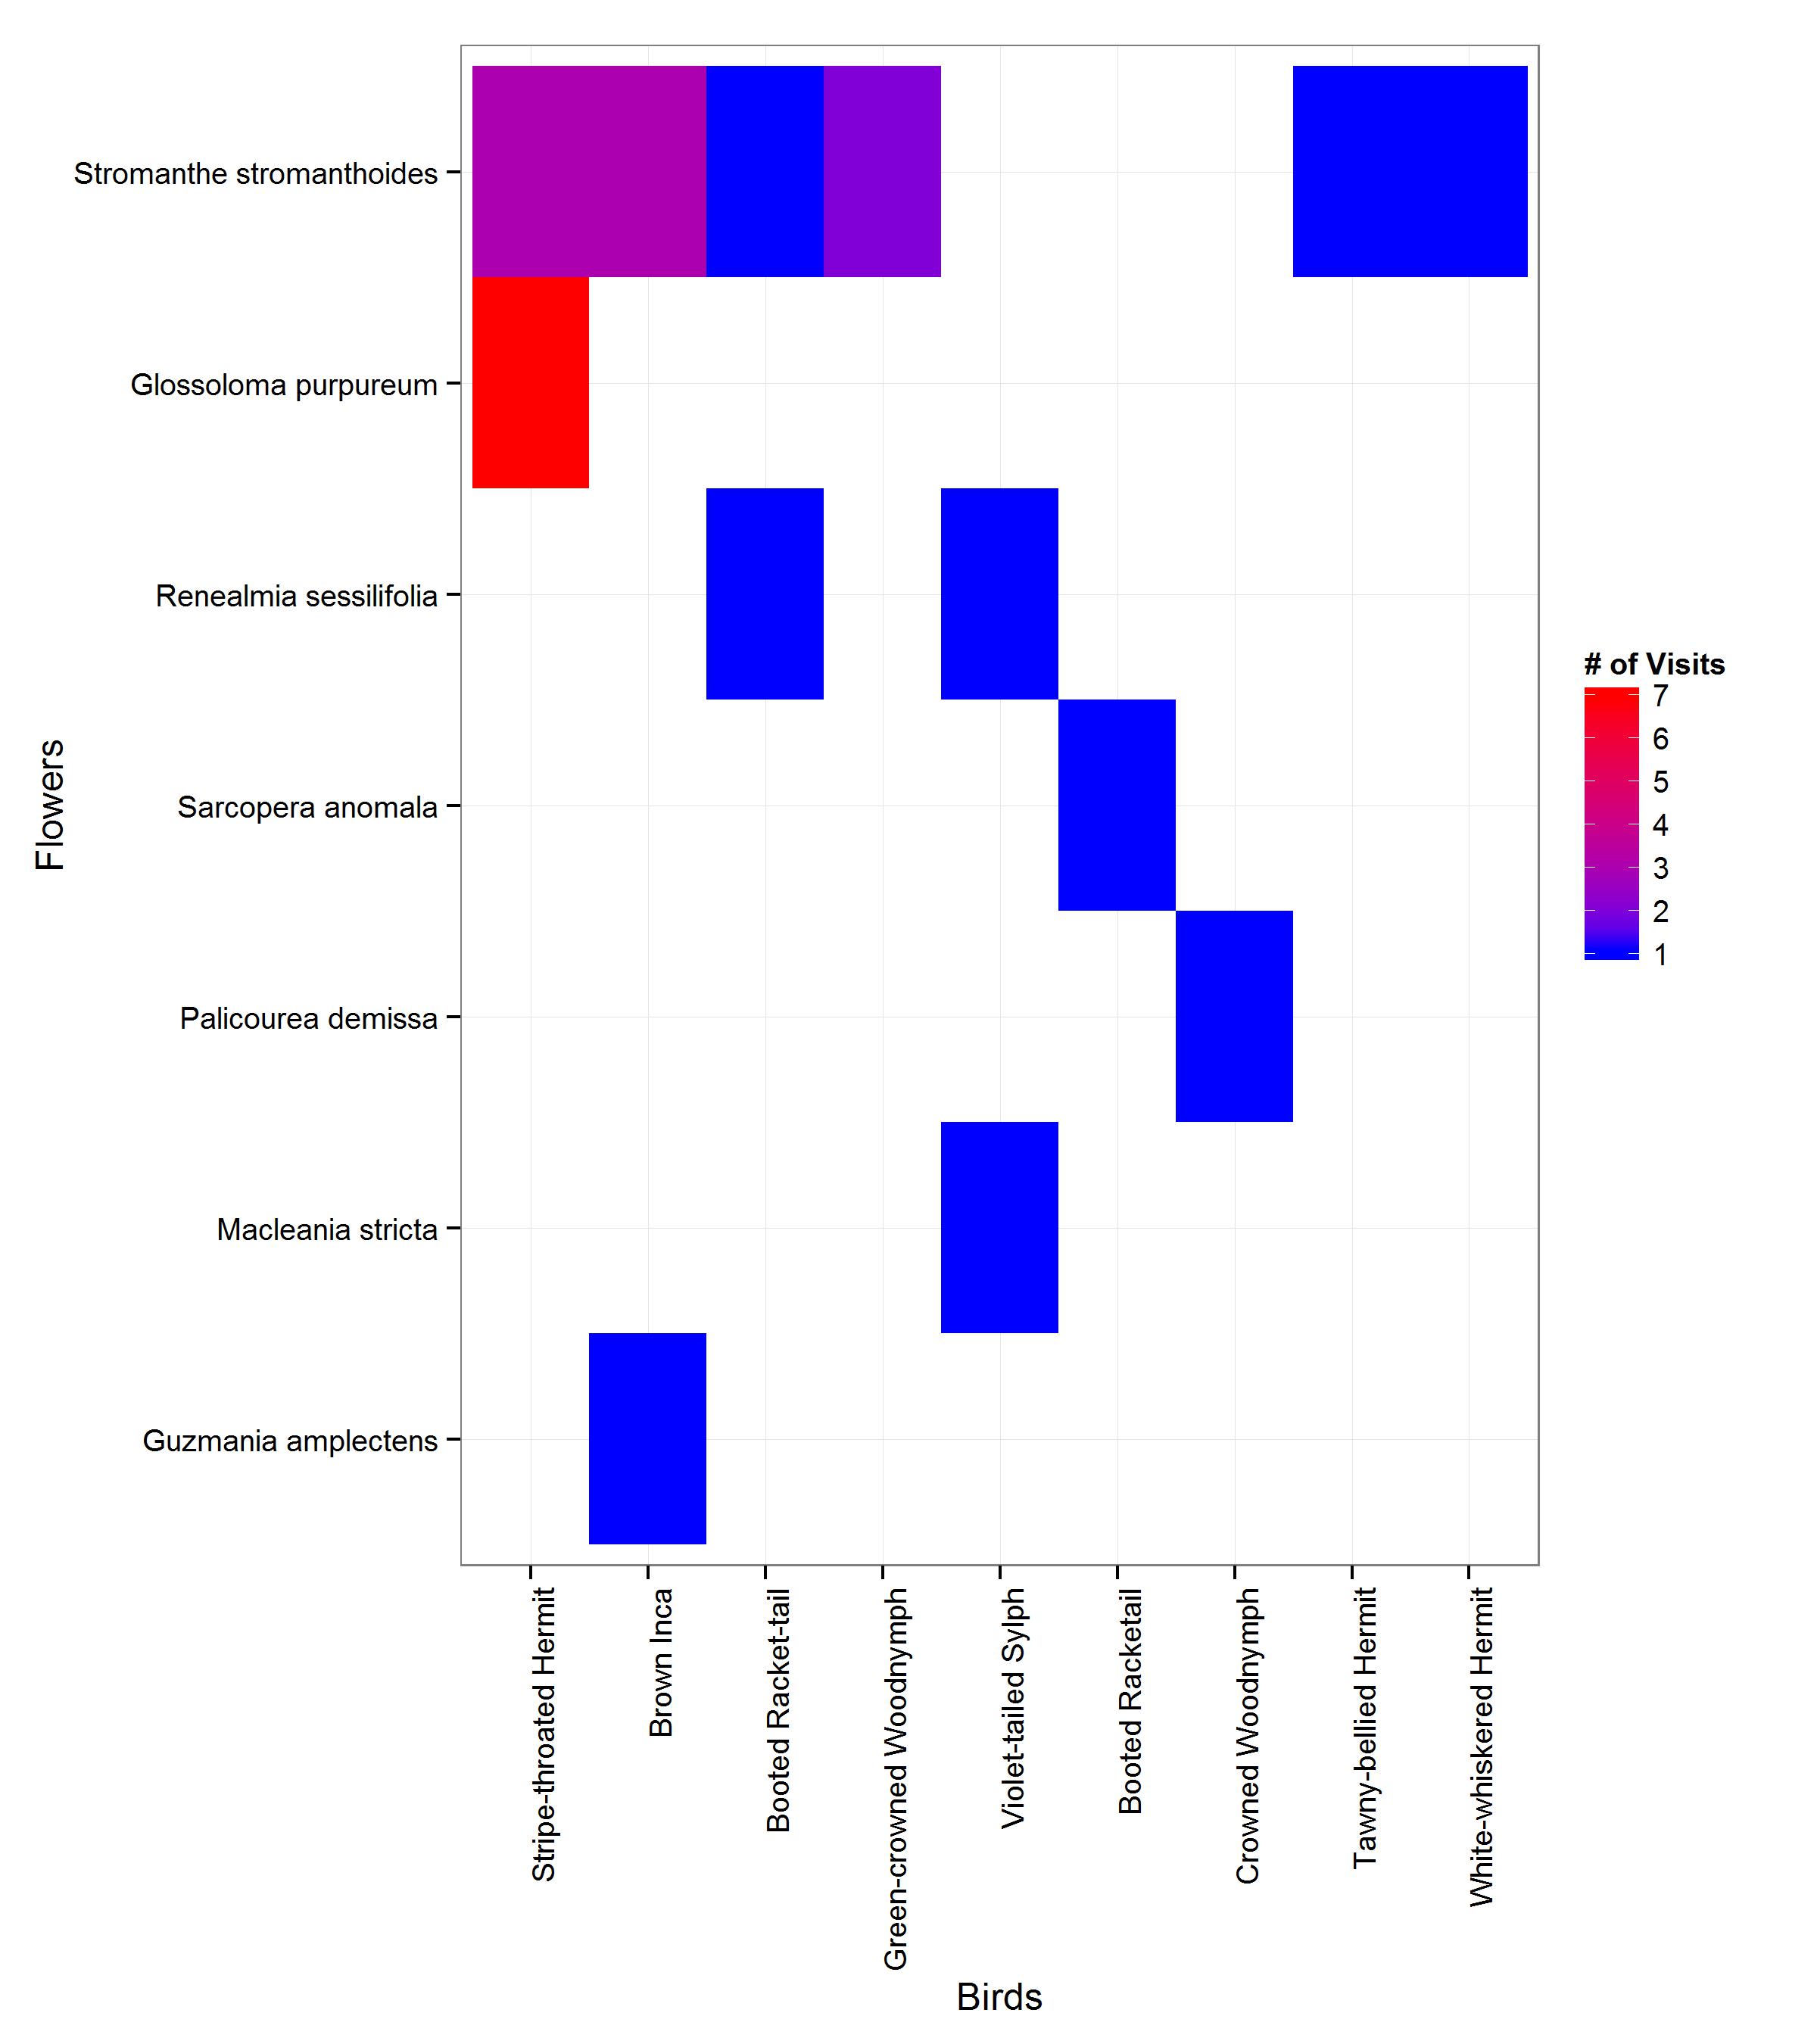 Stromanthe stromanthoides
Glossoloma purpureum
Renealmia sessilifolia
Sarcopera anomala
Palicourea demissa
Macleania stricta
Guzmania amplectens
Flowers
Stripe-throated Hermit
Brown Inca
Booted Racket-tail
Green-crowned Woodnymph
Violet-tailed Sylph
Booted Racketail
Crowned Woodnymph
Tawny-bellied Hermit
White-whiskered Hermit
Birds
# of Visits
7
6
5
4
3
2
1